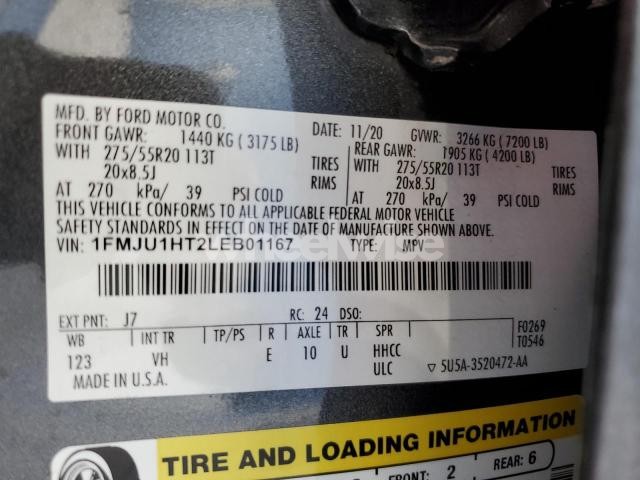 MFD. BY FORD MOTOR CO.
DATE: 11/20 GVWR: 3266 KG (7200 LB)
FRONT GAWR: 1440 KG (3175 LB)
REAR GAWR: 1905 KG (4200 LB)
WITH 275/55R20 113T TIRES
WITH 275/55R20 113T TIRES
20x8.5J RIMS
20x8.5J RIMS
AT 270 kPa/ 39 PSI COLD
AT 270 kPa/ 39 PSI COLD
THIS VEHICLE CONFORMS TO ALL APPLICABLE FEDERAL MOTOR VEHICLE
SAFETY STANDARDS IN EFFECT ON THE DATE OF MANUFACTURE SHOWN ABOVE.
VIN: 1FMJU1HT2LEB01167 TYPE: MPV
EXT PNT: J7 RC: 24 DSO:
WB INT TR TP/PS R AXLE TR SPR
123 VH E 10 U HHCC
ULC
F0269
T0546
MADE IN U.S.A.
▽ 5U5A-3520472-AA
TIRE AND LOADING INFORMATION
FRONT: 2 REAR: 6